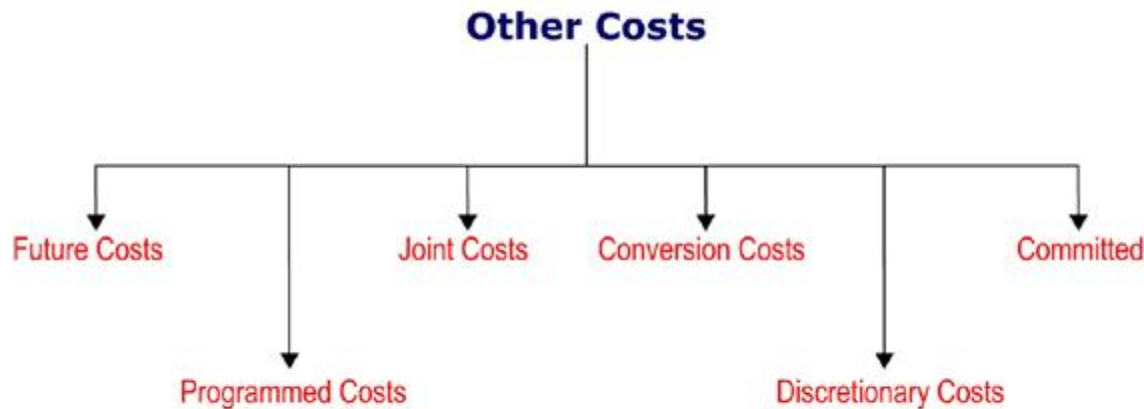 Other Costs
Future Costs
Joint Costs
Conversion Costs
Committed
Programmed Costs
Discretionary Costs